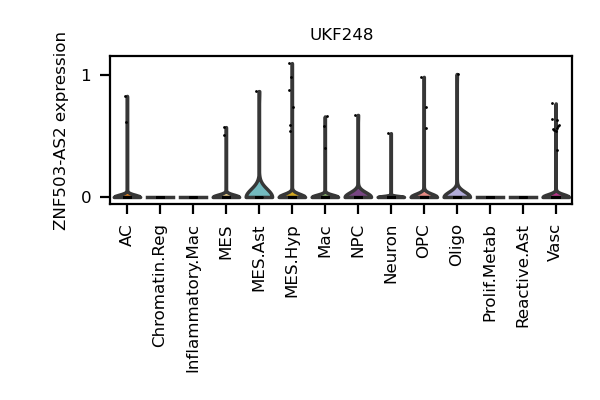 UKF248
ZNF503-AS2 expression
1
0
AC
Chromatin.Reg
Inflammatory.Mac
MES
MES.Ast
MES.Hyp
Mac
NPC
Neuron
OPC
Oligo
Prolif.Metab
Reactive.Ast
Vasc